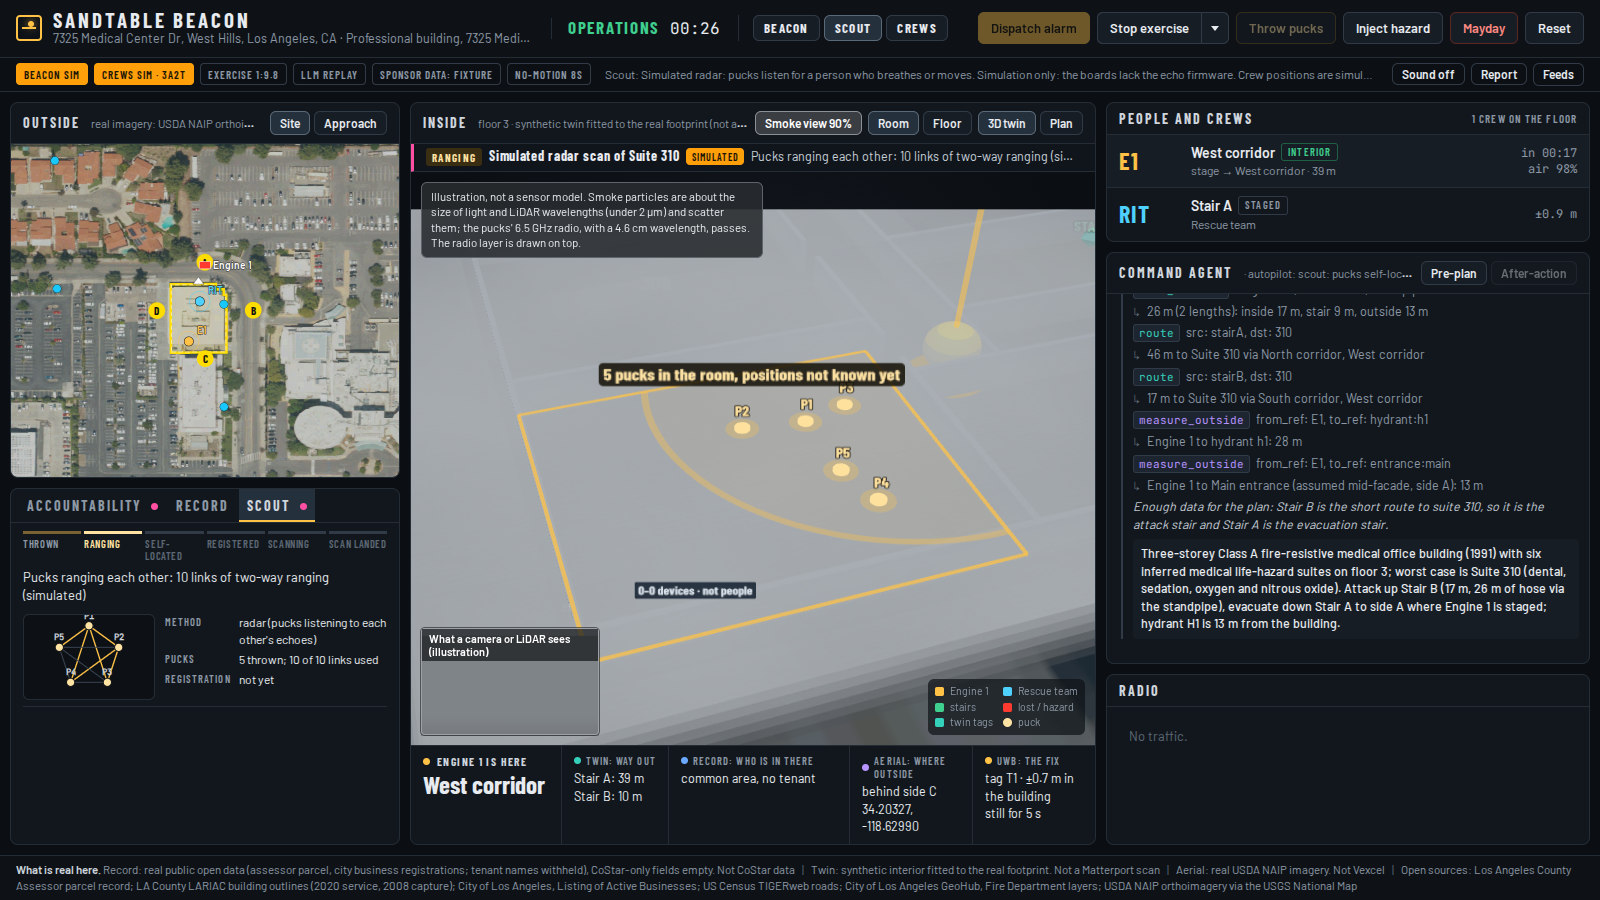 SANDTABLE BEACON
7325 Medical Center Dr, West Hills, Los Angeles, CA · Professional building, 7325 Medi...
OPERATIONS 00:26
BEACON SCOUT CREWS
Dispatch alarm Stop exercise Throw pucks Inject hazard Mayday Reset
BEACON SIM CREWS SIM · 3A2T EXERCISE 1:9.8 LLM REPLAY SPONSOR DATA: FIXTURE NO-MOTION 8S
Scout: Simulated radar: pucks listen for a person who breathes or moves. Simulation only: the boards lack the echo firmware. Crew positions are simul...
Sound off Report Feeds
OUTSIDE real imagery: USDA NAIP orthoi... Site Approach
Engine 1
RIT
D B
E1
C
ACCOUNTABILITY RECORD SCOUT
THROWN RANGING SELF-LOCATED REGISTERED SCANNING SCAN LANDED
Pucks ranging each other: 10 links of two-way ranging
(simulated)
P1
P5 P2
P4 P3
METHOD radar (pucks listening to each
other's echoes)
PUCKS 5 thrown; 10 of 10 links used
REGISTRATION not yet
INSIDE floor 3 · synthetic twin fitted to the real footprint (not a... Smoke view 90% Room Floor 3D twin Plan
RANGING Simulated radar scan of Suite 310 SIMULATED Pucks ranging each other: 10 links of two-way ranging (si...
Illustration, not a sensor model. Smoke particles are about the
size of light and LiDAR wavelengths (under 2 µm) and scatter
them; the pucks' 6.5 GHz radio, with a 4.6 cm wavelength, passes.
The radio layer is drawn on top.
5 pucks in the room, positions not known yet
P3
P1
P2
P5
P4
0-0 devices · not people
What a camera or LiDAR sees
(illustration)
Engine 1 Rescue team
stairs lost / hazard
twin tags puck
ENGINE 1 IS HERE
West corridor
TWIN: WAY OUT
Stair A: 39 m
Stair B: 10 m
RECORD: WHO IS IN THERE
common area, no tenant
AERIAL: WHERE
OUTSIDE
behind side C
34.20327,
-118.62990
UWB: THE FIX
tag T1 · ±0.7 m in
the building
still for 5 s
PEOPLE AND CREWS 1 CREW ON THE FLOOR
E1 West corridor INTERIOR in 00:17
stage → West corridor · 39 m air 98%
RIT Stair A STAGED ±0.9 m
Rescue team
COMMAND AGENT · autopilot: scout: pucks self-loc... Pre-plan After-action
↳ 26 m (2 lengths): inside 17 m, stair 9 m, outside 13 m
route src: stairA, dst: 310
↳ 46 m to Suite 310 via North corridor, West corridor
route src: stairB, dst: 310
↳ 17 m to Suite 310 via South corridor, West corridor
measure_outside from_ref: E1, to_ref: hydrant:h1
↳ Engine 1 to hydrant h1: 28 m
measure_outside from_ref: E1, to_ref: entrance:main
↳ Engine 1 to Main entrance (assumed mid-facade, side A): 13 m
Enough data for the plan: Stair B is the short route to suite 310, so it is the
attack stair and Stair A is the evacuation stair.
Three-storey Class A fire-resistive medical office building (1991) with six
inferred medical life-hazard suites on floor 3; worst case is Suite 310 (dental,
sedation, oxygen and nitrous oxide). Attack up Stair B (17 m, 26 m of hose via
the standpipe), evacuate down Stair A to side A where Engine 1 is staged;
hydrant H1 is 13 m from the building.
RADIO
No traffic.
What is real here. Record: real public open data (assessor parcel, city business registrations; tenant names withheld), CoStar-only fields empty. Not CoStar data | Twin: synthetic interior fitted to the real footprint. Not a Matterport scan | Aerial: real USDA NAIP imagery. Not Vexcel | Open sources: Los Angeles County
Assessor parcel record; LA County LARIAC building outlines (2020 service, 2008 capture); City of Los Angeles, Listing of Active Businesses; US Census TIGERweb roads; City of Los Angeles GeoHub, Fire Department layers; USDA NAIP orthoimagery via the USGS National Map